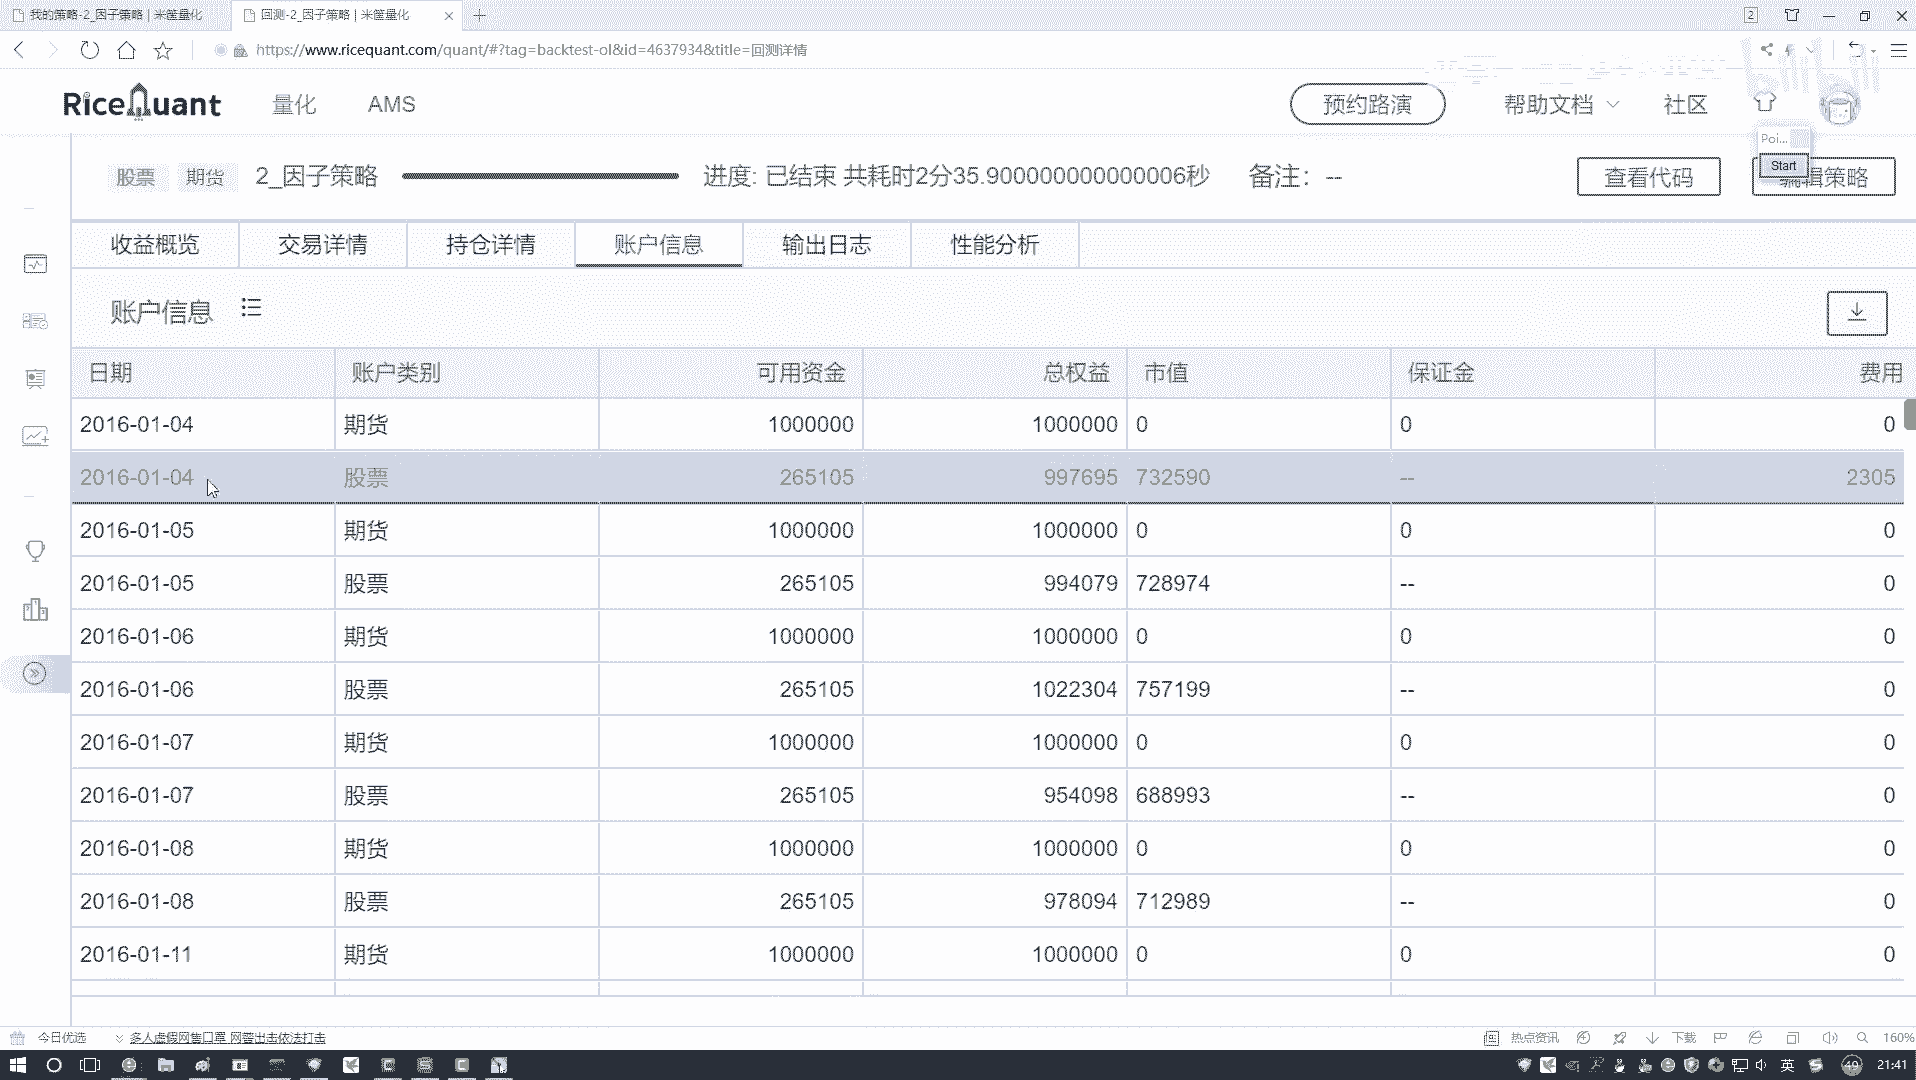 我的策略-2_因子策略 | 米筐量化
回测-2_因子策略 | 米筐量化
2
https://www.ricequant.com/quant/#?tag=backtest-ol&id=4637934&title=回测详情
bilibili
RiceQuant 量化 AMS 预约路演 帮助文档 社区
Poi...
Start
股票 期货 2_因子策略 进度: 已结束 共耗时2分35.900000000000006秒 备注: -- 查看代码 编辑策略
收益概览 交易详情 持仓详情 账户信息 输出日志 性能分析
账户信息
日期 账户类别 可用资金 总权益 市值 保证金 费用
2016-01-04 期货 1000000 1000000 0 0 0
2016-01-04 股票 265105 997695 732590 -- 2305
2016-01-05 期货 1000000 1000000 0 0 0
2016-01-05 股票 265105 994079 728974 -- 0
2016-01-06 期货 1000000 1000000 0 0 0
2016-01-06 股票 265105 1022304 757199 -- 0
2016-01-07 期货 1000000 1000000 0 0 0
2016-01-07 股票 265105 954098 688993 -- 0
2016-01-08 期货 1000000 1000000 0 0 0
2016-01-08 股票 265105 978094 712989 -- 0
2016-01-11 期货 1000000 1000000 0 0 0
今日优选 多人虚假网售口罩 网警出击依法打击 热点资讯 下载 160%
英 49 21:41